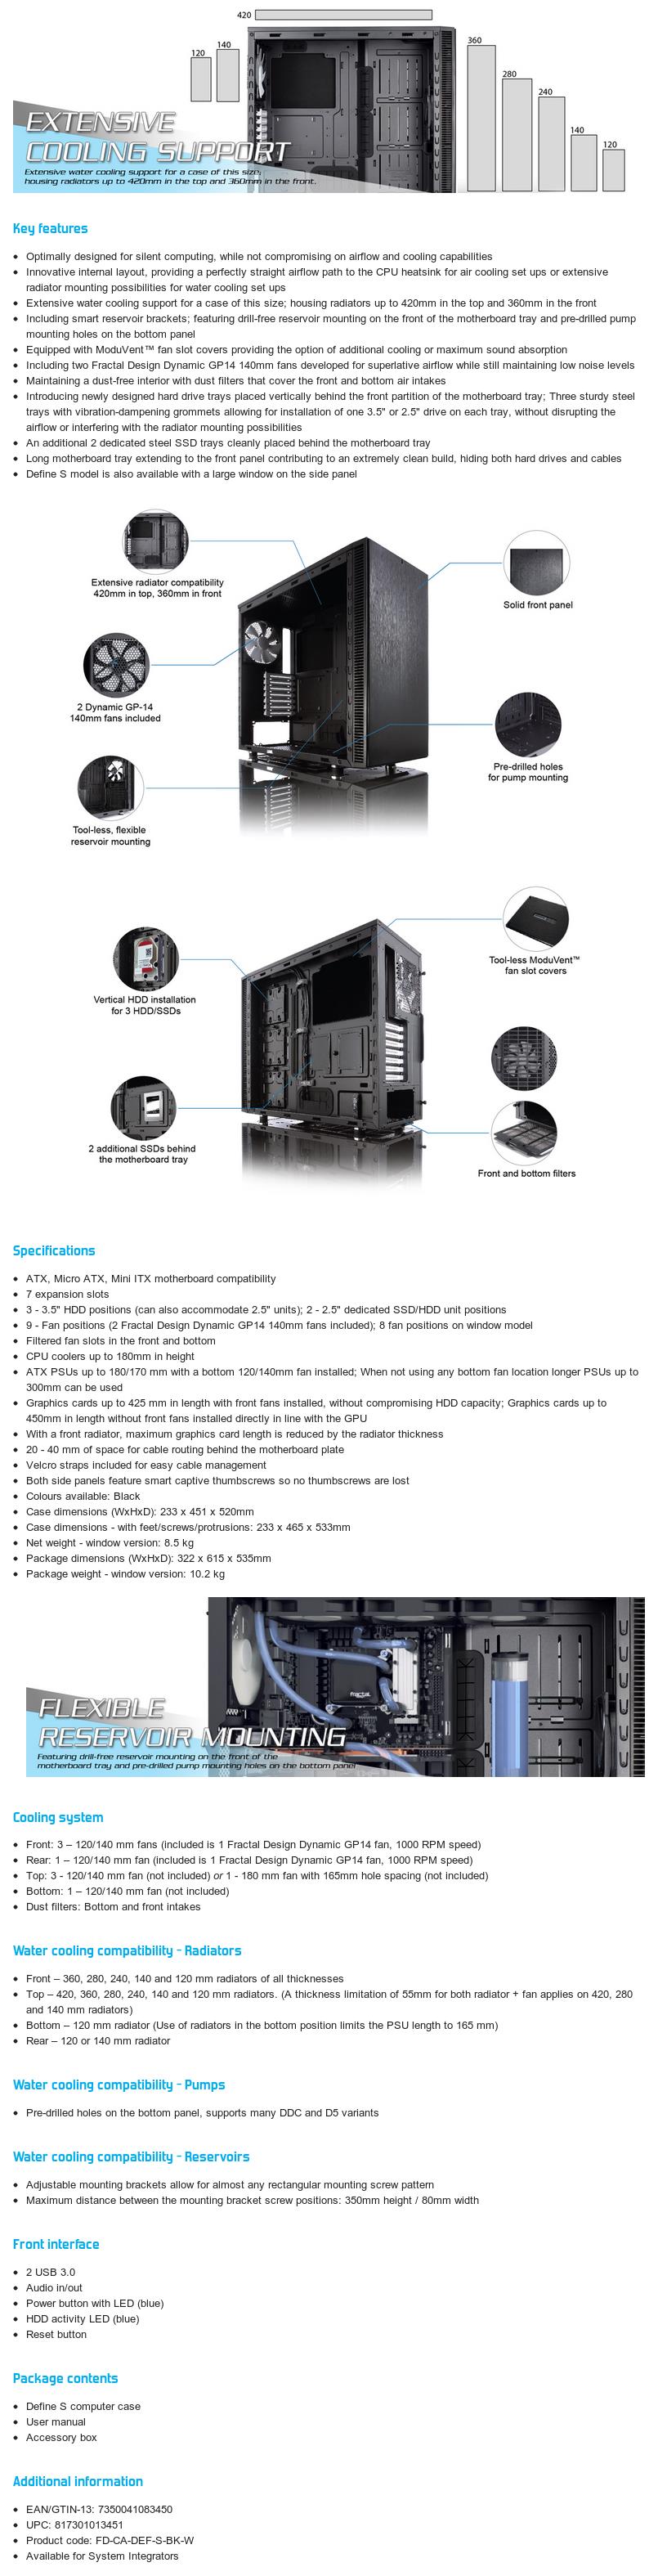 420
140
120
360
280
240
140
120
EXTENSIVE
COOLING SUPPORT
Extensive water cooling support for a case of this size;
housing radiators up to 420mm in the top and 360mm in the front.
Key features
• Optimally designed for silent computing, while not compromising on airflow and cooling capabilities
• Innovative internal layout, providing a perfectly straight airflow path to the CPU heatsink for air cooling set ups or extensive
radiator mounting possibilities for water cooling set ups
• Extensive water cooling support for a case of this size; housing radiators up to 420mm in the top and 360mm in the front
• Including smart reservoir brackets; featuring drill-free reservoir mounting on the front of the motherboard tray and pre-drilled pump
mounting holes on the bottom panel
• Equipped with ModuVent™ fan slot covers providing the option of additional cooling or maximum sound absorption
• Including two Fractal Design Dynamic GP14 140mm fans developed for superlative airflow while still maintaining low noise levels
• Maintaining a dust-free interior with dust filters that cover the front and bottom air intakes
• Introducing newly designed hard drive trays placed vertically behind the front partition of the motherboard tray; Three sturdy steel
trays with vibration-dampening grommets allowing for installation of one 3.5" or 2.5" drive on each tray, without disrupting the
airflow or interfering with the radiator mounting possibilities
• An additional 2 dedicated steel SSD trays cleanly placed behind the motherboard tray
• Long motherboard tray extending to the front panel contributing to an extremely clean build, hiding both hard drives and cables
• Define S model is also available with a large window on the side panel
Extensive radiator compatibility
420mm in top, 360mm in front
Solid front panel
2 Dynamic GP-14
140mm fans included
Pre-drilled holes
for pump mounting
Tool-less, flexible
reservoir mounting
Tool-less ModuVent™
fan slot covers
Vertical HDD installation
for 3 HDD/SSDs
2 additional SSDs behind
the motherboard tray
Front and bottom filters
Specifications
• ATX, Micro ATX, Mini ITX motherboard compatibility
• 7 expansion slots
• 3 - 3.5" HDD positions (can also accommodate 2.5" units); 2 - 2.5" dedicated SSD/HDD unit positions
• 9 - Fan positions (2 Fractal Design Dynamic GP14 140mm fans included); 8 fan positions on window model
• Filtered fan slots in the front and bottom
• CPU coolers up to 180mm in height
• ATX PSUs up to 180/170 mm with a bottom 120/140mm fan installed; When not using any bottom fan location longer PSUs up to
300mm can be used
• Graphics cards up to 425 mm in length with front fans installed, without compromising HDD capacity; Graphics cards up to
450mm in length without front fans installed directly in line with the GPU
• With a front radiator, maximum graphics card length is reduced by the radiator thickness
• 20 - 40 mm of space for cable routing behind the motherboard plate
• Velcro straps included for easy cable management
• Both side panels feature smart captive thumbscrews so no thumbscrews are lost
• Colours available: Black
• Case dimensions (WxHxD): 233 x 451 x 520mm
• Case dimensions - with feet/screws/protrusions: 233 x 465 x 533mm
• Net weight - window version: 8.5 kg
• Package dimensions (WxHxD): 322 x 615 x 535mm
• Package weight - window version: 10.2 kg
Fractal
FLEXIBLE
RESERVOIR MOUNTING
Featuring drill-free reservoir mounting on the front of the
motherboard tray and pre-drilled pump mounting holes on the bottom panel
Cooling system
• Front: 3 – 120/140 mm fans (included is 1 Fractal Design Dynamic GP14 fan, 1000 RPM speed)
• Rear: 1 – 120/140 mm fan (included is 1 Fractal Design Dynamic GP14 fan, 1000 RPM speed)
• Top: 3 - 120/140 mm fan (not included) or 1 - 180 mm fan with 165mm hole spacing (not included)
• Bottom: 1 – 120/140 mm fan (not included)
• Dust filters: Bottom and front intakes
Water cooling compatibility - Radiators
• Front – 360, 280, 240, 140 and 120 mm radiators of all thicknesses
• Top – 420, 360, 280, 240, 140 and 120 mm radiators. (A thickness limitation of 55mm for both radiator + fan applies on 420, 280
and 140 mm radiators)
• Bottom – 120 mm radiator (Use of radiators in the bottom position limits the PSU length to 165 mm)
• Rear – 120 or 140 mm radiator
Water cooling compatibility - Pumps
• Pre-drilled holes on the bottom panel, supports many DDC and D5 variants
Water cooling compatibility - Reservoirs
• Adjustable mounting brackets allow for almost any rectangular mounting screw pattern
• Maximum distance between the mounting bracket screw positions: 350mm height / 80mm width
Front interface
• 2 USB 3.0
• Audio in/out
• Power button with LED (blue)
• HDD activity LED (blue)
• Reset button
Package contents
• Define S computer case
• User manual
• Accessory box
Additional information
• EAN/GTIN-13: 7350041083450
• UPC: 817301013451
• Product code: FD-CA-DEF-S-BK-W
• Available for System Integrators